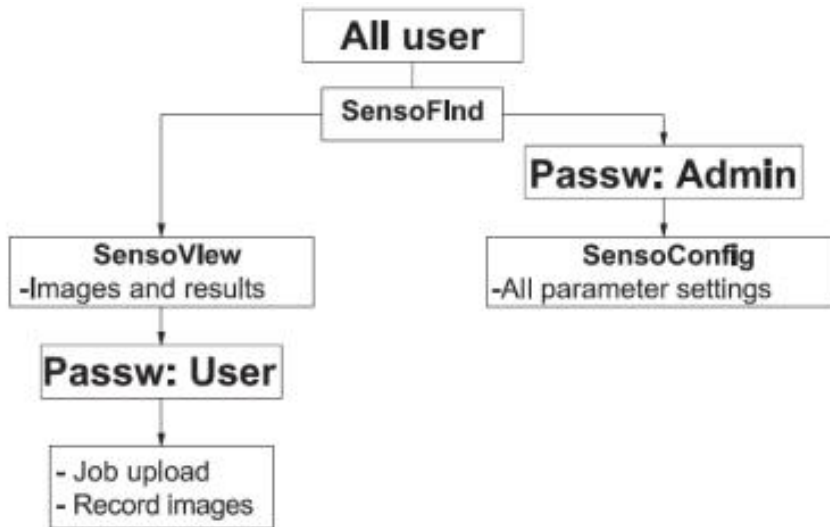 All user
SensoFInd
Passw: Admin
SensoVIew
-Images and results
SensoConfig
-All parameter settings
Passw: User
- Job upload
- Record images